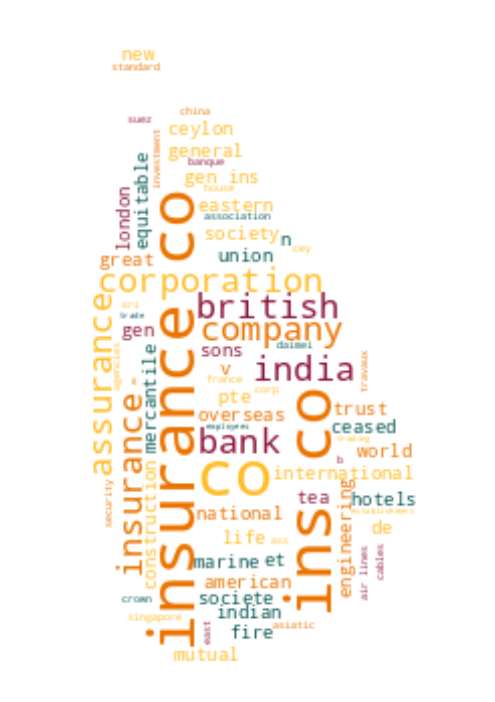 new
standard
china
suez
ceylon
investment
general
banque
equitable
gen ins
house
london
co
eastern
association
society
n
cey
union
great
corporation
assurance
sri
british
trade
gen
company
insurance co
daimei
sons
mercantile
india
travaux
v
agencies
france
corp
pte
insurance
trust
overseas
ins co
ceased
employees
bank
trading
world
b
co
international
construction
security
tea
hotels
engineering
national
establishment
de
life
ass
marine
et
air lines
cables
american
crown
societe
indian
singapore
east
asiatic
fire
mutual